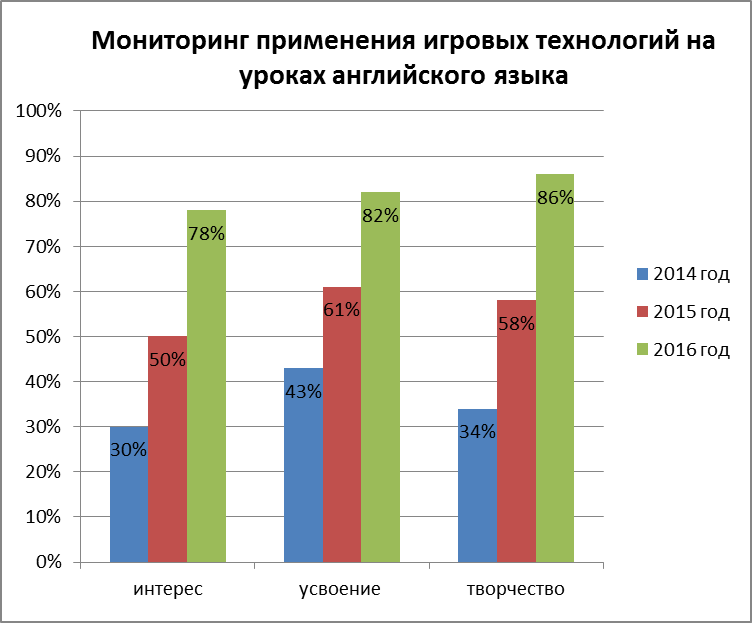 Мониторинг применения игровых технологий на
уроках английского языка
100%
90%
80%
70%
60%
50%
40%
30%
20%
10%
0%
30%
50%
78%
43%
61%
82%
34%
58%
86%
интерес
усвоение
творчество
2014 год
2015 год
2016 год